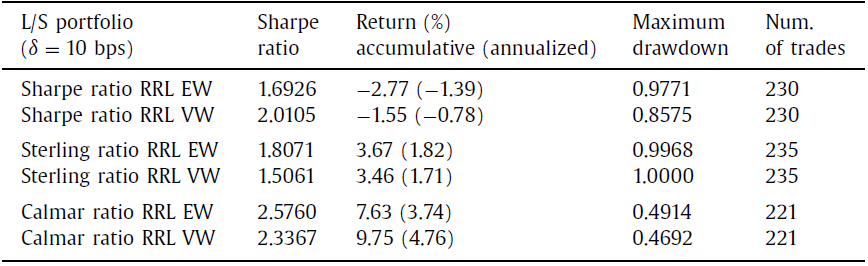 L/S portfolio Sharpe Return (%) Maximum Num.
(δ = 10 bps) ratio accumulative (annualized) drawdown of trades
Sharpe ratio RRL EW 1.6926 −2.77 (−1.39) 0.9771 230
Sharpe ratio RRL VW 2.0105 −1.55 (−0.78) 0.8575 230
Sterling ratio RRL EW 1.8071 3.67 (1.82) 0.9968 235
Sterling ratio RRL VW 1.5061 3.46 (1.71) 1.0000 235
Calmar ratio RRL EW 2.5760 7.63 (3.74) 0.4914 221
Calmar ratio RRL VW 2.3367 9.75 (4.76) 0.4692 221